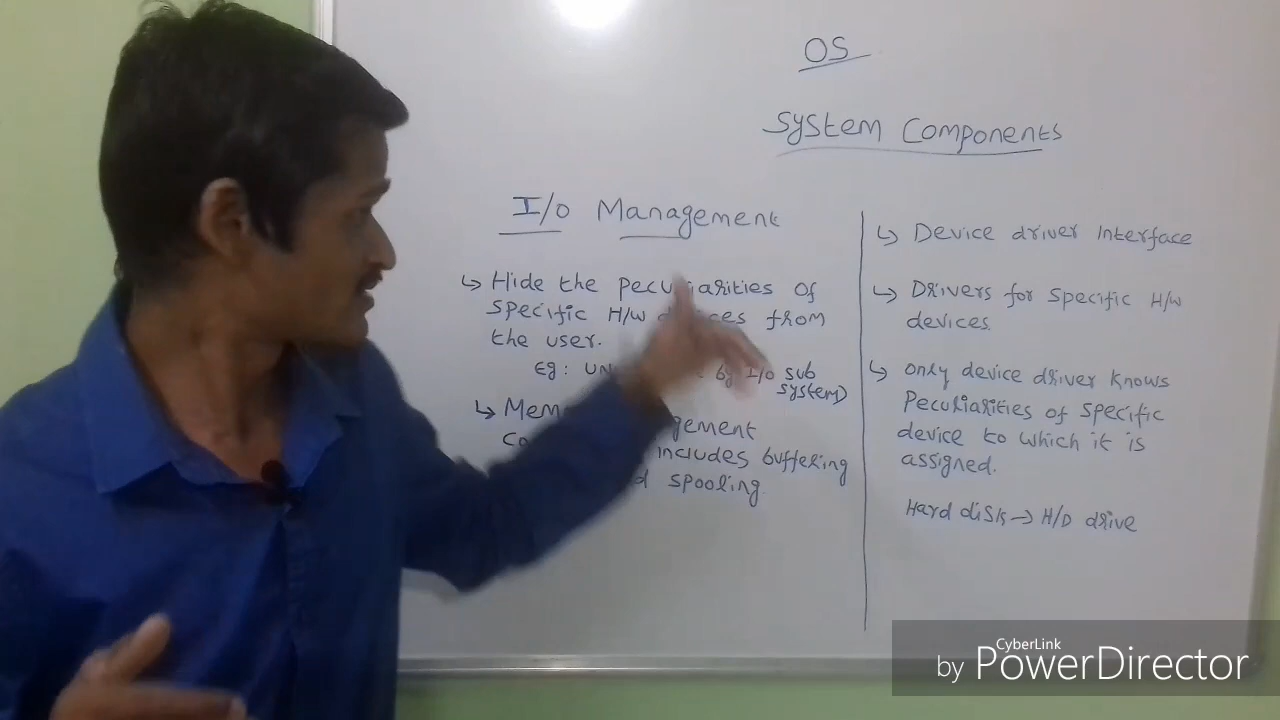 OS
System Components
I/O Management
↳ Hide the peculiarities of
specific H/W devices from
the user.
Eg: UN by I/O sub
system)
↳ Mem gement
Co includes buffering
d spooling
↳ Device driver Interface
↳ Drivers for specific H/W
devices
↳ only device driver knows
Peculiarities of specific
device to which it is
assigned.
Hard disk → H/D drive
CyberLink
by PowerDirector